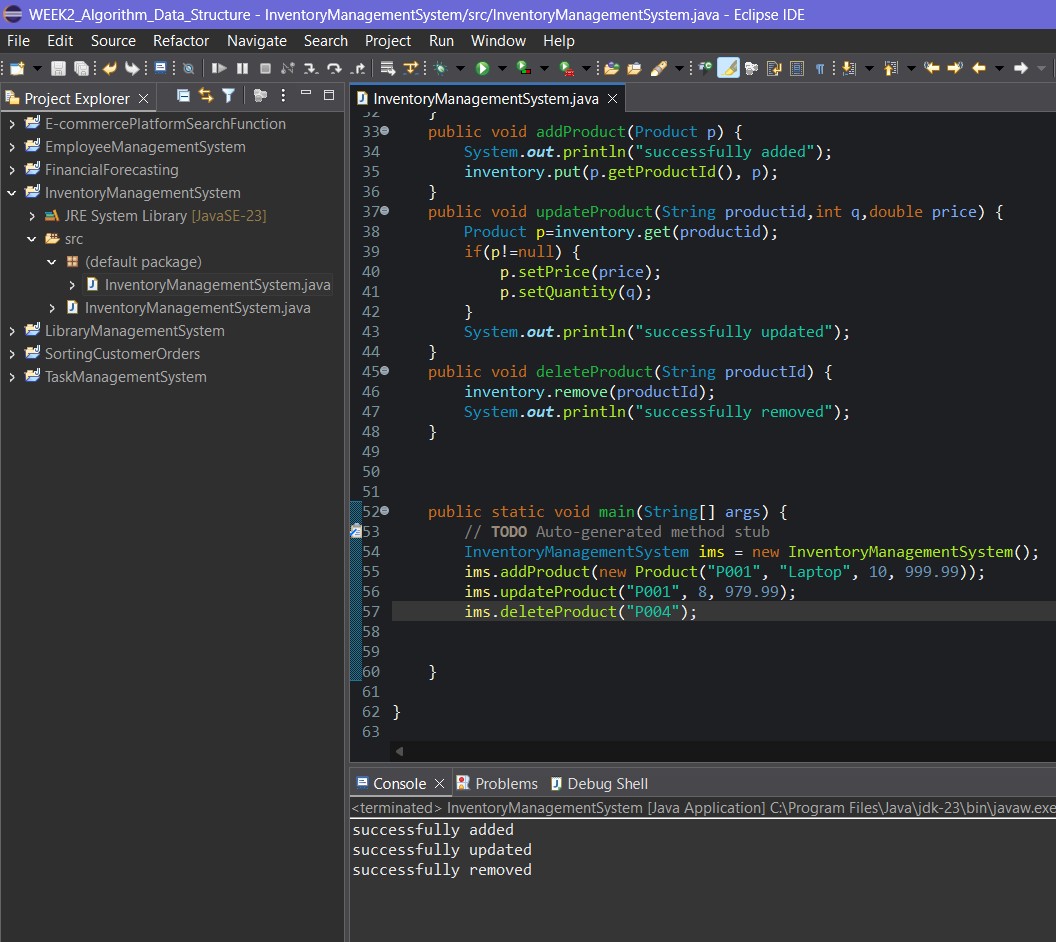 WEEK2_Algorithm_Data_Structure - InventoryManagementSystem/src/InventoryManagementSystem.java - Eclipse IDE
File Edit Source Refactor Navigate Search Project Run Window Help
Project Explorer
E-commercePlatformSearchFunction
EmployeeManagementSystem
FinancialForecasting
InventoryManagementSystem
JRE System Library [JavaSE-23]
src
(default package)
InventoryManagementSystem.java
InventoryManagementSystem.java
LibraryManagementSystem
SortingCustomerOrders
TaskManagementSystem
InventoryManagementSystem.java
32 }
33 public void addProduct(Product p) {
34 System.out.println("successfully added");
35 inventory.put(p.getProductId(), p);
36 }
37 public void updateProduct(String productid,int q,double price) {
38 Product p=inventory.get(productid);
39 if(p!=null) {
40 p.setPrice(price);
41 p.setQuantity(q);
42 }
43 System.out.println("successfully updated");
44 }
45 public void deleteProduct(String productId) {
46 inventory.remove(productId);
47 System.out.println("successfully removed");
48 }
49
50
51
52 public static void main(String[] args) {
53 // TODO Auto-generated method stub
54 InventoryManagementSystem ims = new InventoryManagementSystem();
55 ims.addProduct(new Product("P001", "Laptop", 10, 999.99));
56 ims.updateProduct("P001", 8, 979.99);
57 ims.deleteProduct("P004");
58
59
60 }
61
62 }
63
Console Problems Debug Shell
<terminated> InventoryManagementSystem [Java Application] C:\Program Files\Java\jdk-23\bin\javaw.exe
successfully added
successfully updated
successfully removed